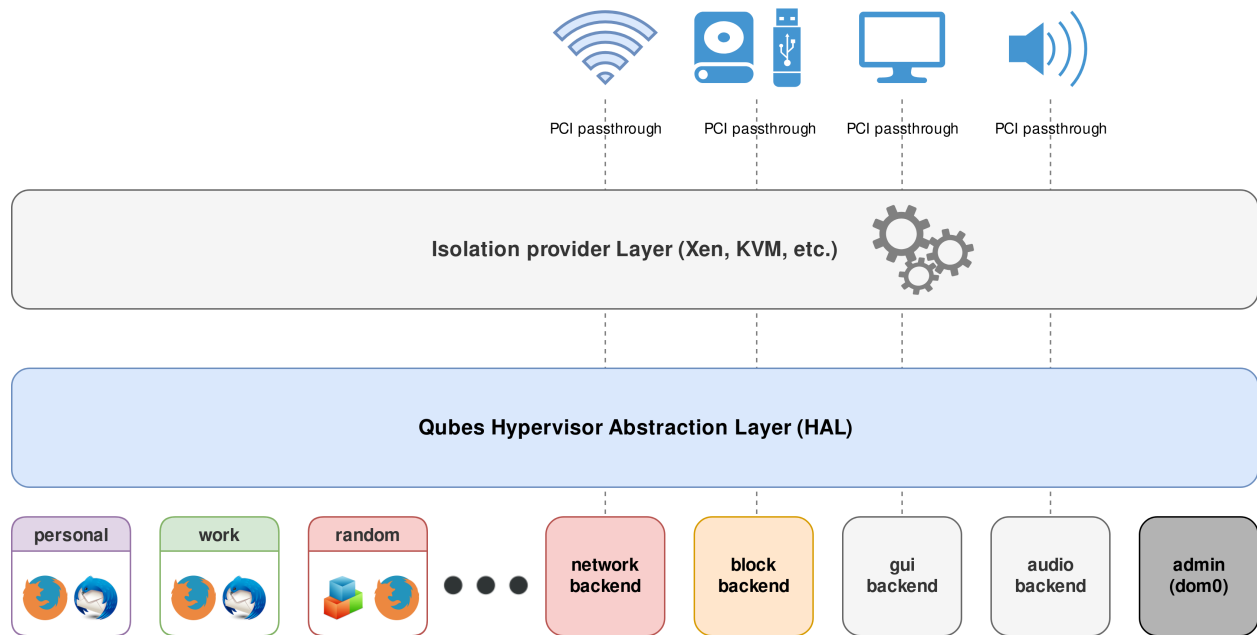 PCI passthrough
PCI passthrough
PCI passthrough
PCI passthrough
Isolation provider Layer (Xen, KVM, etc.)
Qubes Hypervisor Abstraction Layer (HAL)
personal
work
random
network
backend
block
backend
gui
backend
audio
backend
admin
(dom0)